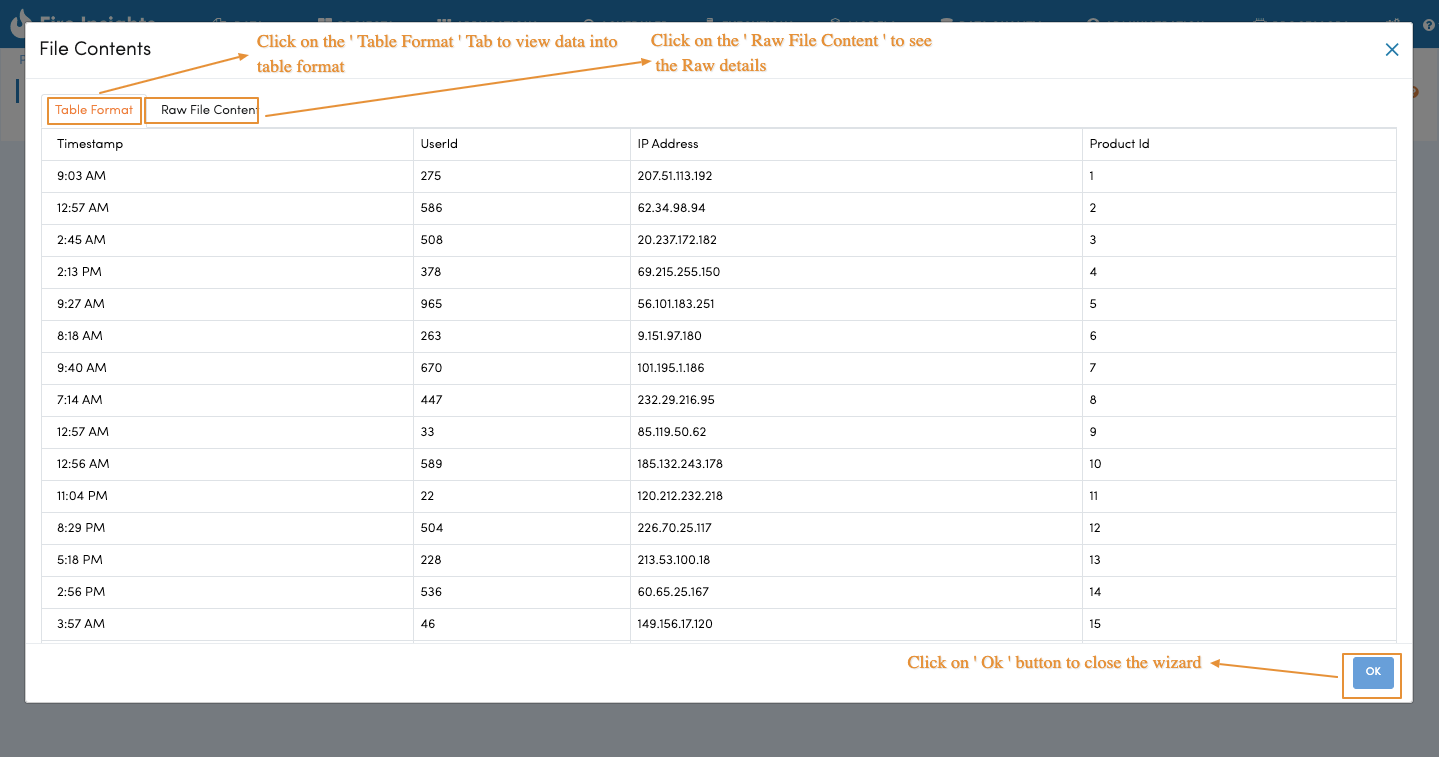 Fire Insights
File Contents
Click on the ' Table Format ' Tab to view data into
table format
Click on the ' Raw File Content ' to see
the Raw details
Table Format
Raw File Content
Timestamp UserId IP Address Product Id
9:03 AM 275 207.51.113.192 1
12:57 AM 586 62.34.98.94 2
2:45 AM 508 20.237.172.182 3
2:13 PM 378 69.215.255.150 4
9:27 AM 965 56.101.183.251 5
8:18 AM 263 9.151.97.180 6
9:40 AM 670 101.195.1.186 7
7:14 AM 447 232.29.216.95 8
12:57 AM 33 85.119.50.62 9
12:56 AM 589 185.132.243.178 10
11:04 PM 22 120.212.232.218 11
8:29 PM 504 226.70.25.117 12
5:18 PM 228 213.53.100.18 13
2:56 PM 536 60.65.25.167 14
3:57 AM 46 149.156.17.120 15
Click on ' Ok ' button to close the wizard
OK